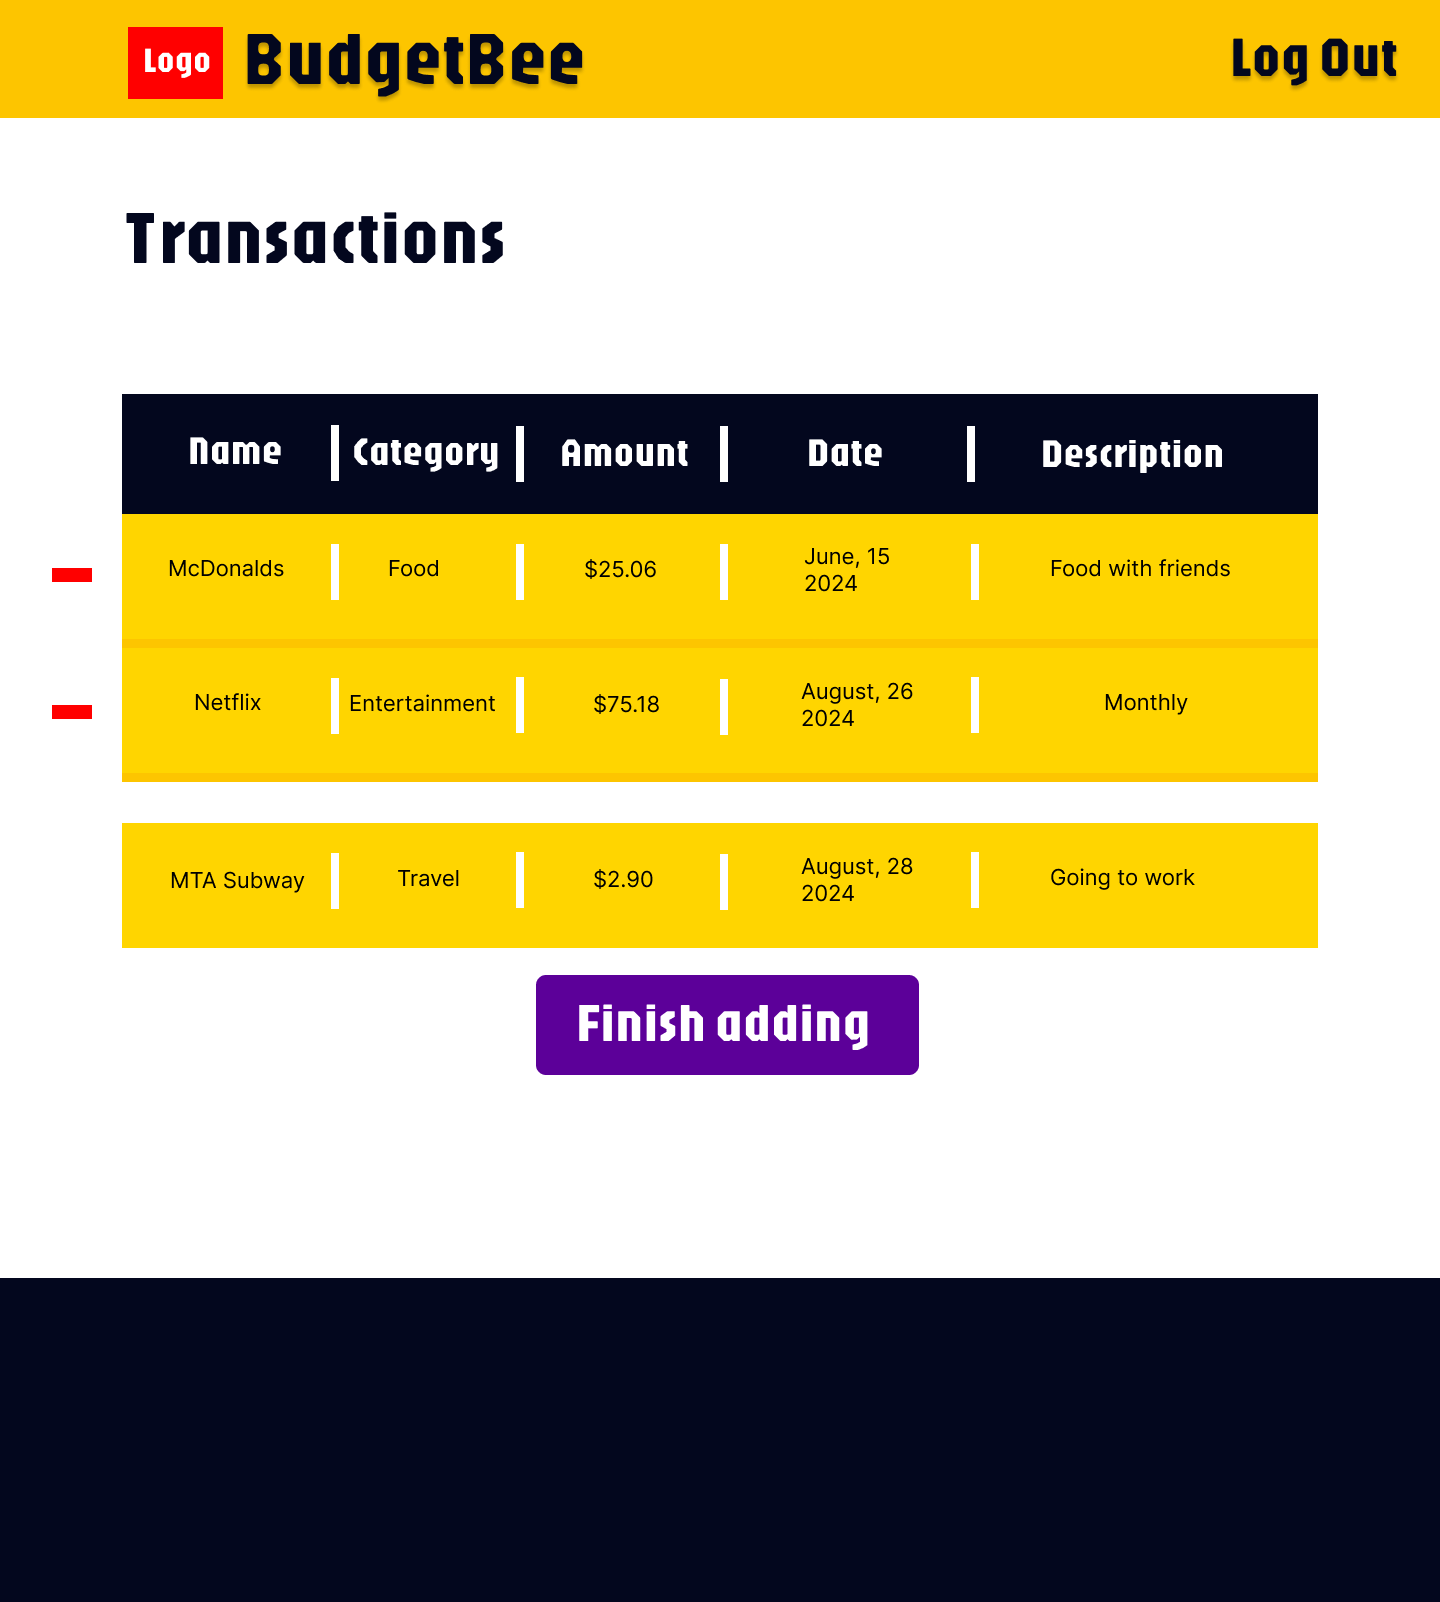 Logo
BudgetBee
Log Out
Transactions
Name
Category
Amount
Date
Description
McDonalds
Food
$25.06
June, 15
2024
Food with friends
Netflix
Entertainment
$75.18
August, 26
2024
Monthly
MTA Subway
Travel
$2.90
August, 28
2024
Going to work
Finish adding